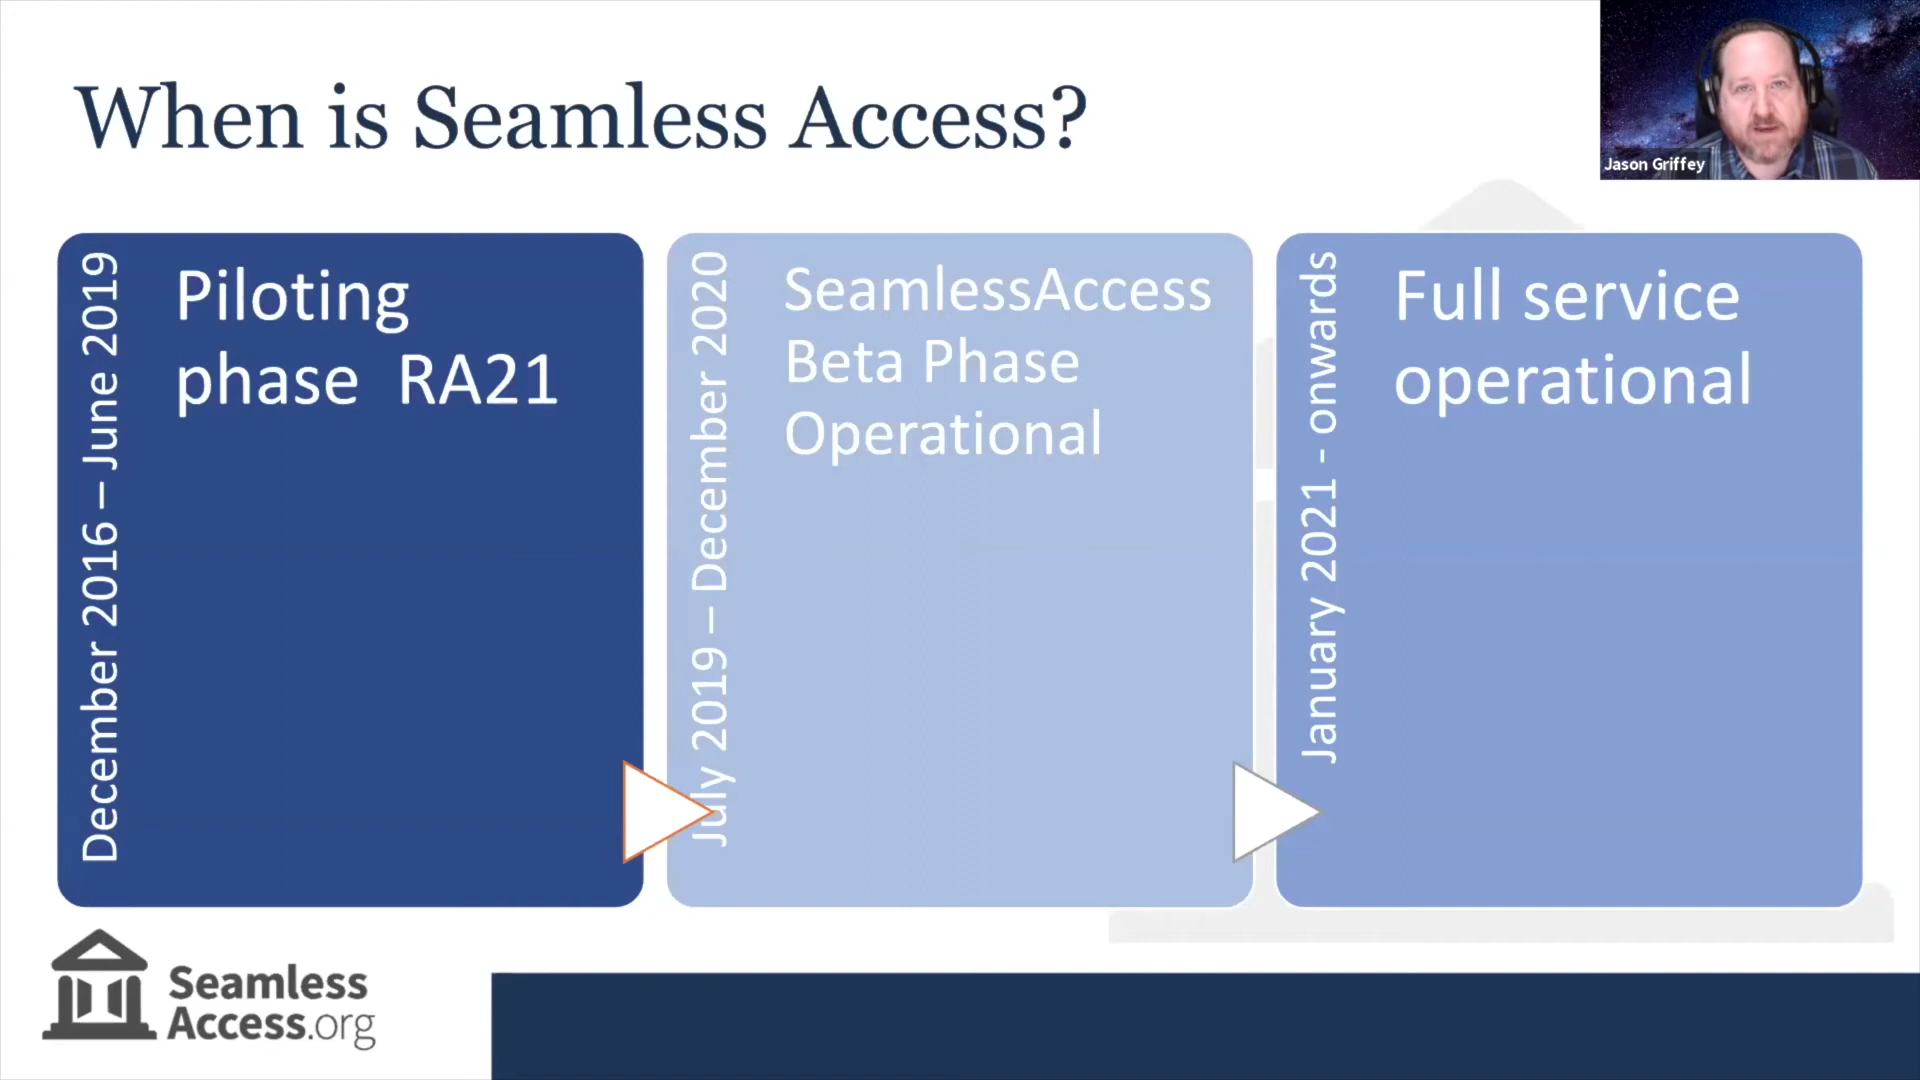 When is Seamless Access?
Jason Griffey
December 2016 – June 2019
Piloting
phase RA21
July 2019 – December 2020
SeamlessAccess
Beta Phase
Operational
January 2021 - onwards
Full service
operational
Seamless
Access.org